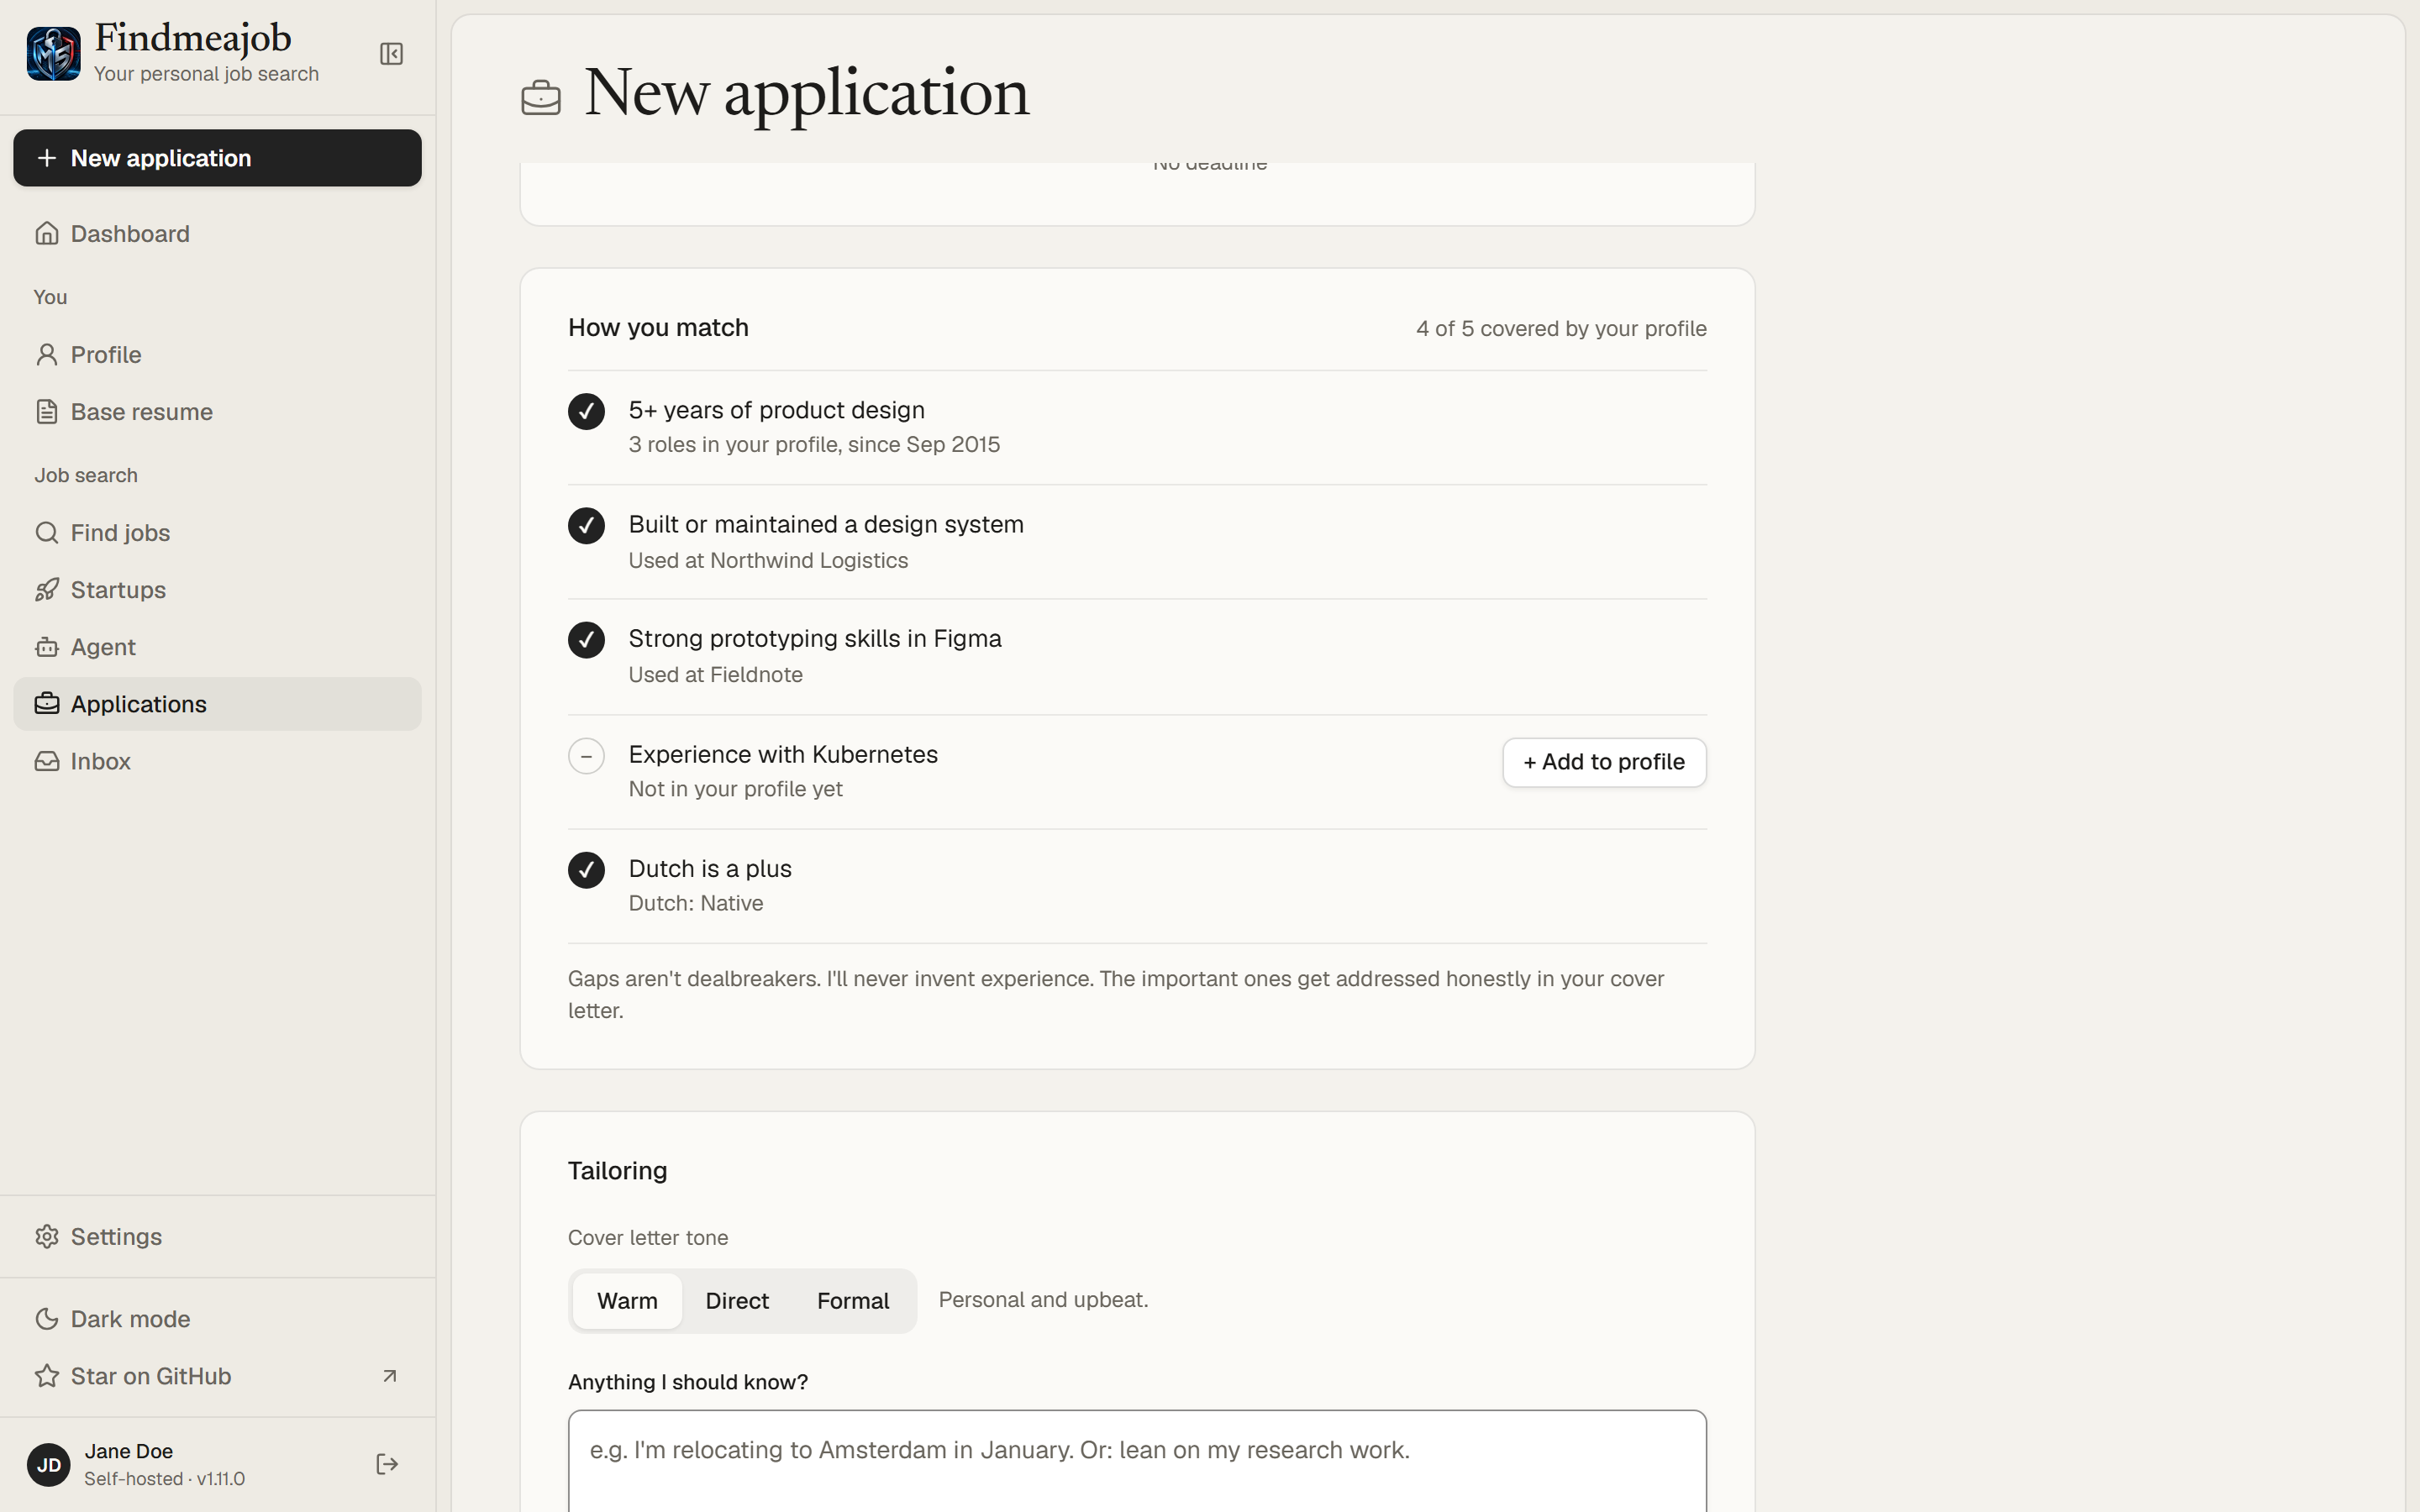 Findmeajob
Your personal job search
New application
Dashboard
You
Profile
Base resume
Job search
Find jobs
Startups
Agent
Applications
Inbox
Settings
Dark mode
Star on GitHub
JD
Jane Doe
Self-hosted · v1.11.0
New application
No deadline
How you match
4 of 5 covered by your profile
5+ years of product design
3 roles in your profile, since Sep 2015
Built or maintained a design system
Used at Northwind Logistics
Strong prototyping skills in Figma
Used at Fieldnote
Experience with Kubernetes
Not in your profile yet
+ Add to profile
Dutch is a plus
Dutch: Native
Gaps aren't dealbreakers. I'll never invent experience. The important ones get addressed honestly in your cover
letter.
Tailoring
Cover letter tone
Warm
Direct
Formal
Personal and upbeat.
Anything I should know?
e.g. I'm relocating to Amsterdam in January. Or: lean on my research work.